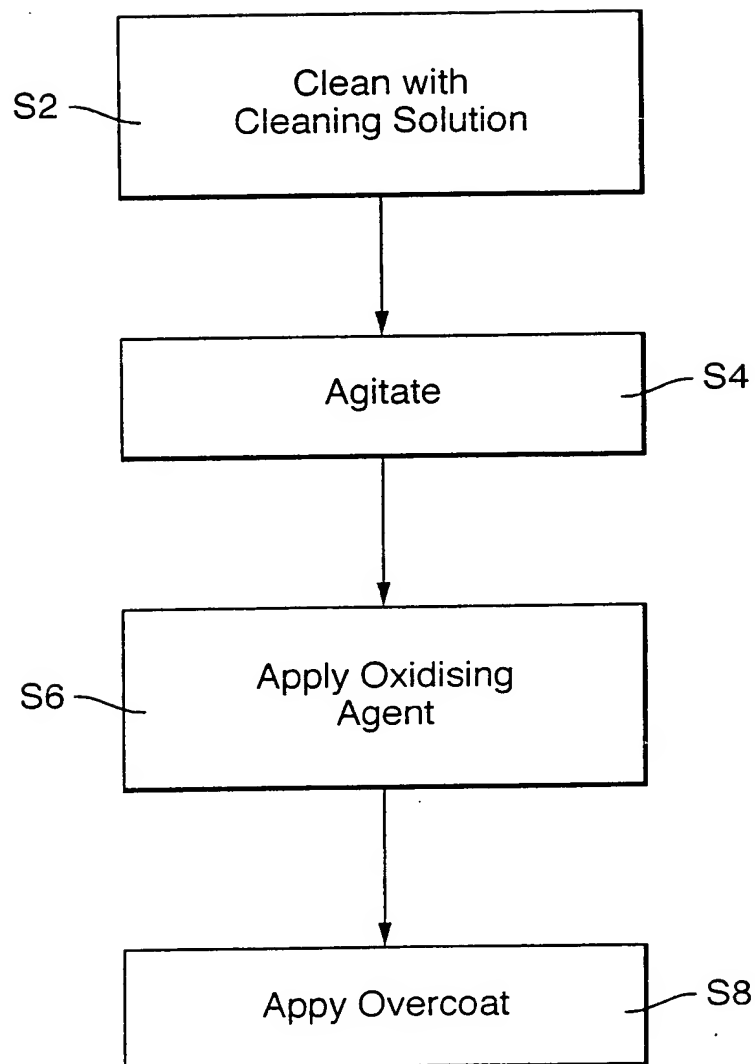 S2
Clean with
Cleaning Solution
Agitate
S4
S6
Apply Oxidising
Agent
Appy Overcoat
S8